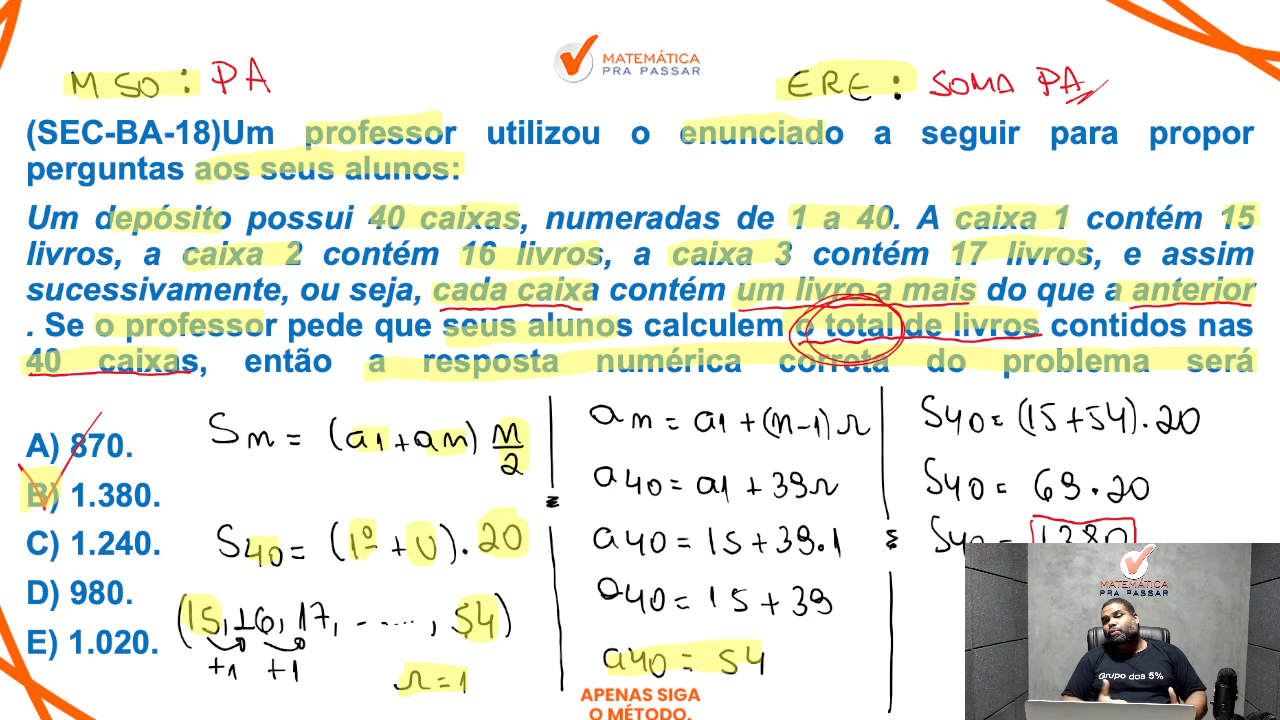 MATEMÁTICA
PRA PASSAR
MSO : PA
ERE : SOMA PA
(SEC-BA-18)Um professor utilizou o enunciado a seguir para propor
perguntas aos seus alunos:
Um depósito possui 40 caixas, numeradas de 1 a 40. A caixa 1 contém 15
livros, a caixa 2 contém 16 livros, a caixa 3 contém 17 livros, e assim
sucessivamente, ou seja, cada caixa contém um livro a mais do que a anterior
. Se o professor pede que seus alunos calculem o total de livros contidos nas
40 caixas, então a resposta numérica correta do problema será
A) 870.
B) 1.380.
C) 1.240.
D) 980.
E) 1.020.
Sn = (a1 + an) n/2
S40 = (1º + U) . 20
(15, 16, 17, ......, 54)
+1 +1
r = 1
an = a1 + (n-1) r
a40 = a1 + 39r
a40 = 15 + 39.1
a40 = 15 + 39
a40 = 54
S40 = (15 + 54) . 20
S40 = 69 . 20
S40 = 1380
MATEMÁTICA
PRA PASSAR
Grupo dos 5%
APENAS SIGA
O MÉTODO.